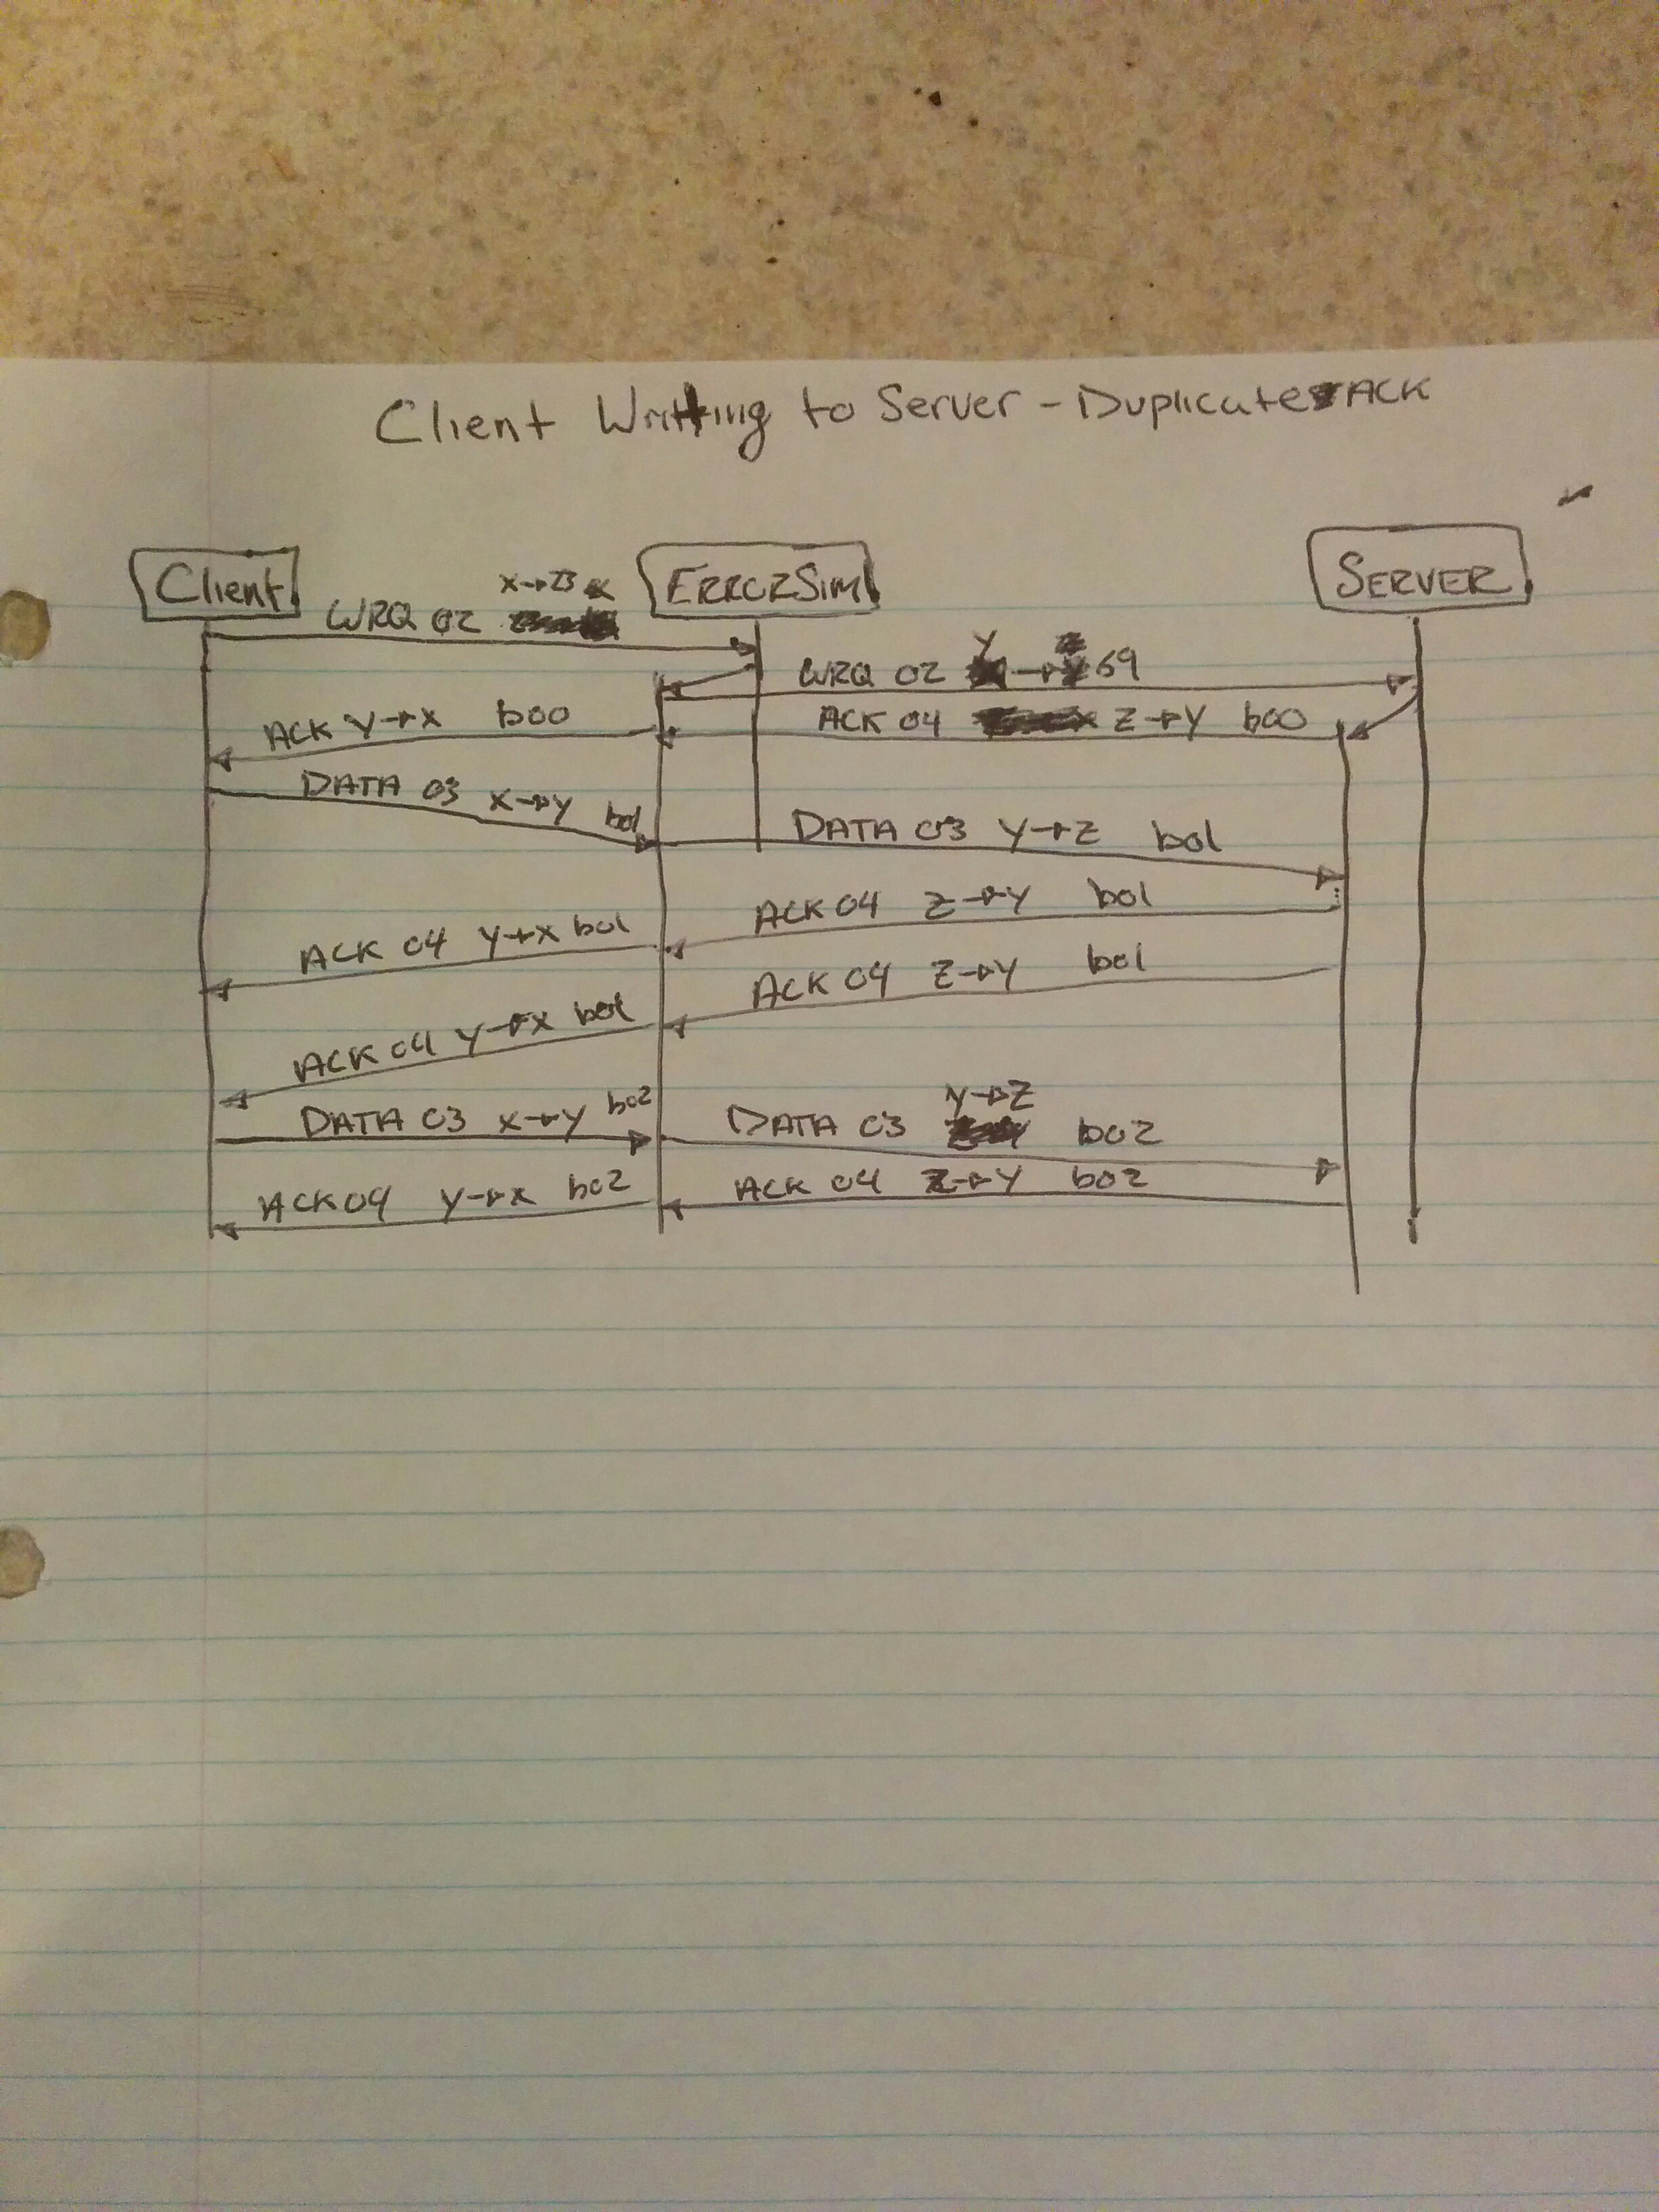 Client Writting to Server - Duplicate ACK
Client
ERRORSim
SERVER
X→23
WRQ 02
WRQ 02 Y → 69
ACK Y→X b00
ACK 04 Z→Y b00
DATA 03 X→Y b01
DATA 03 Y→Z b01
ACK 04 Z→Y b01
ACK 04 Y→X b01
ACK 04 Z→Y b01
ACK 04 Y→X b01
DATA 03 X→Y b02
DATA 03 Y→Z b02
ACK 04 Z→Y b02
ACK 04 Y→X b02